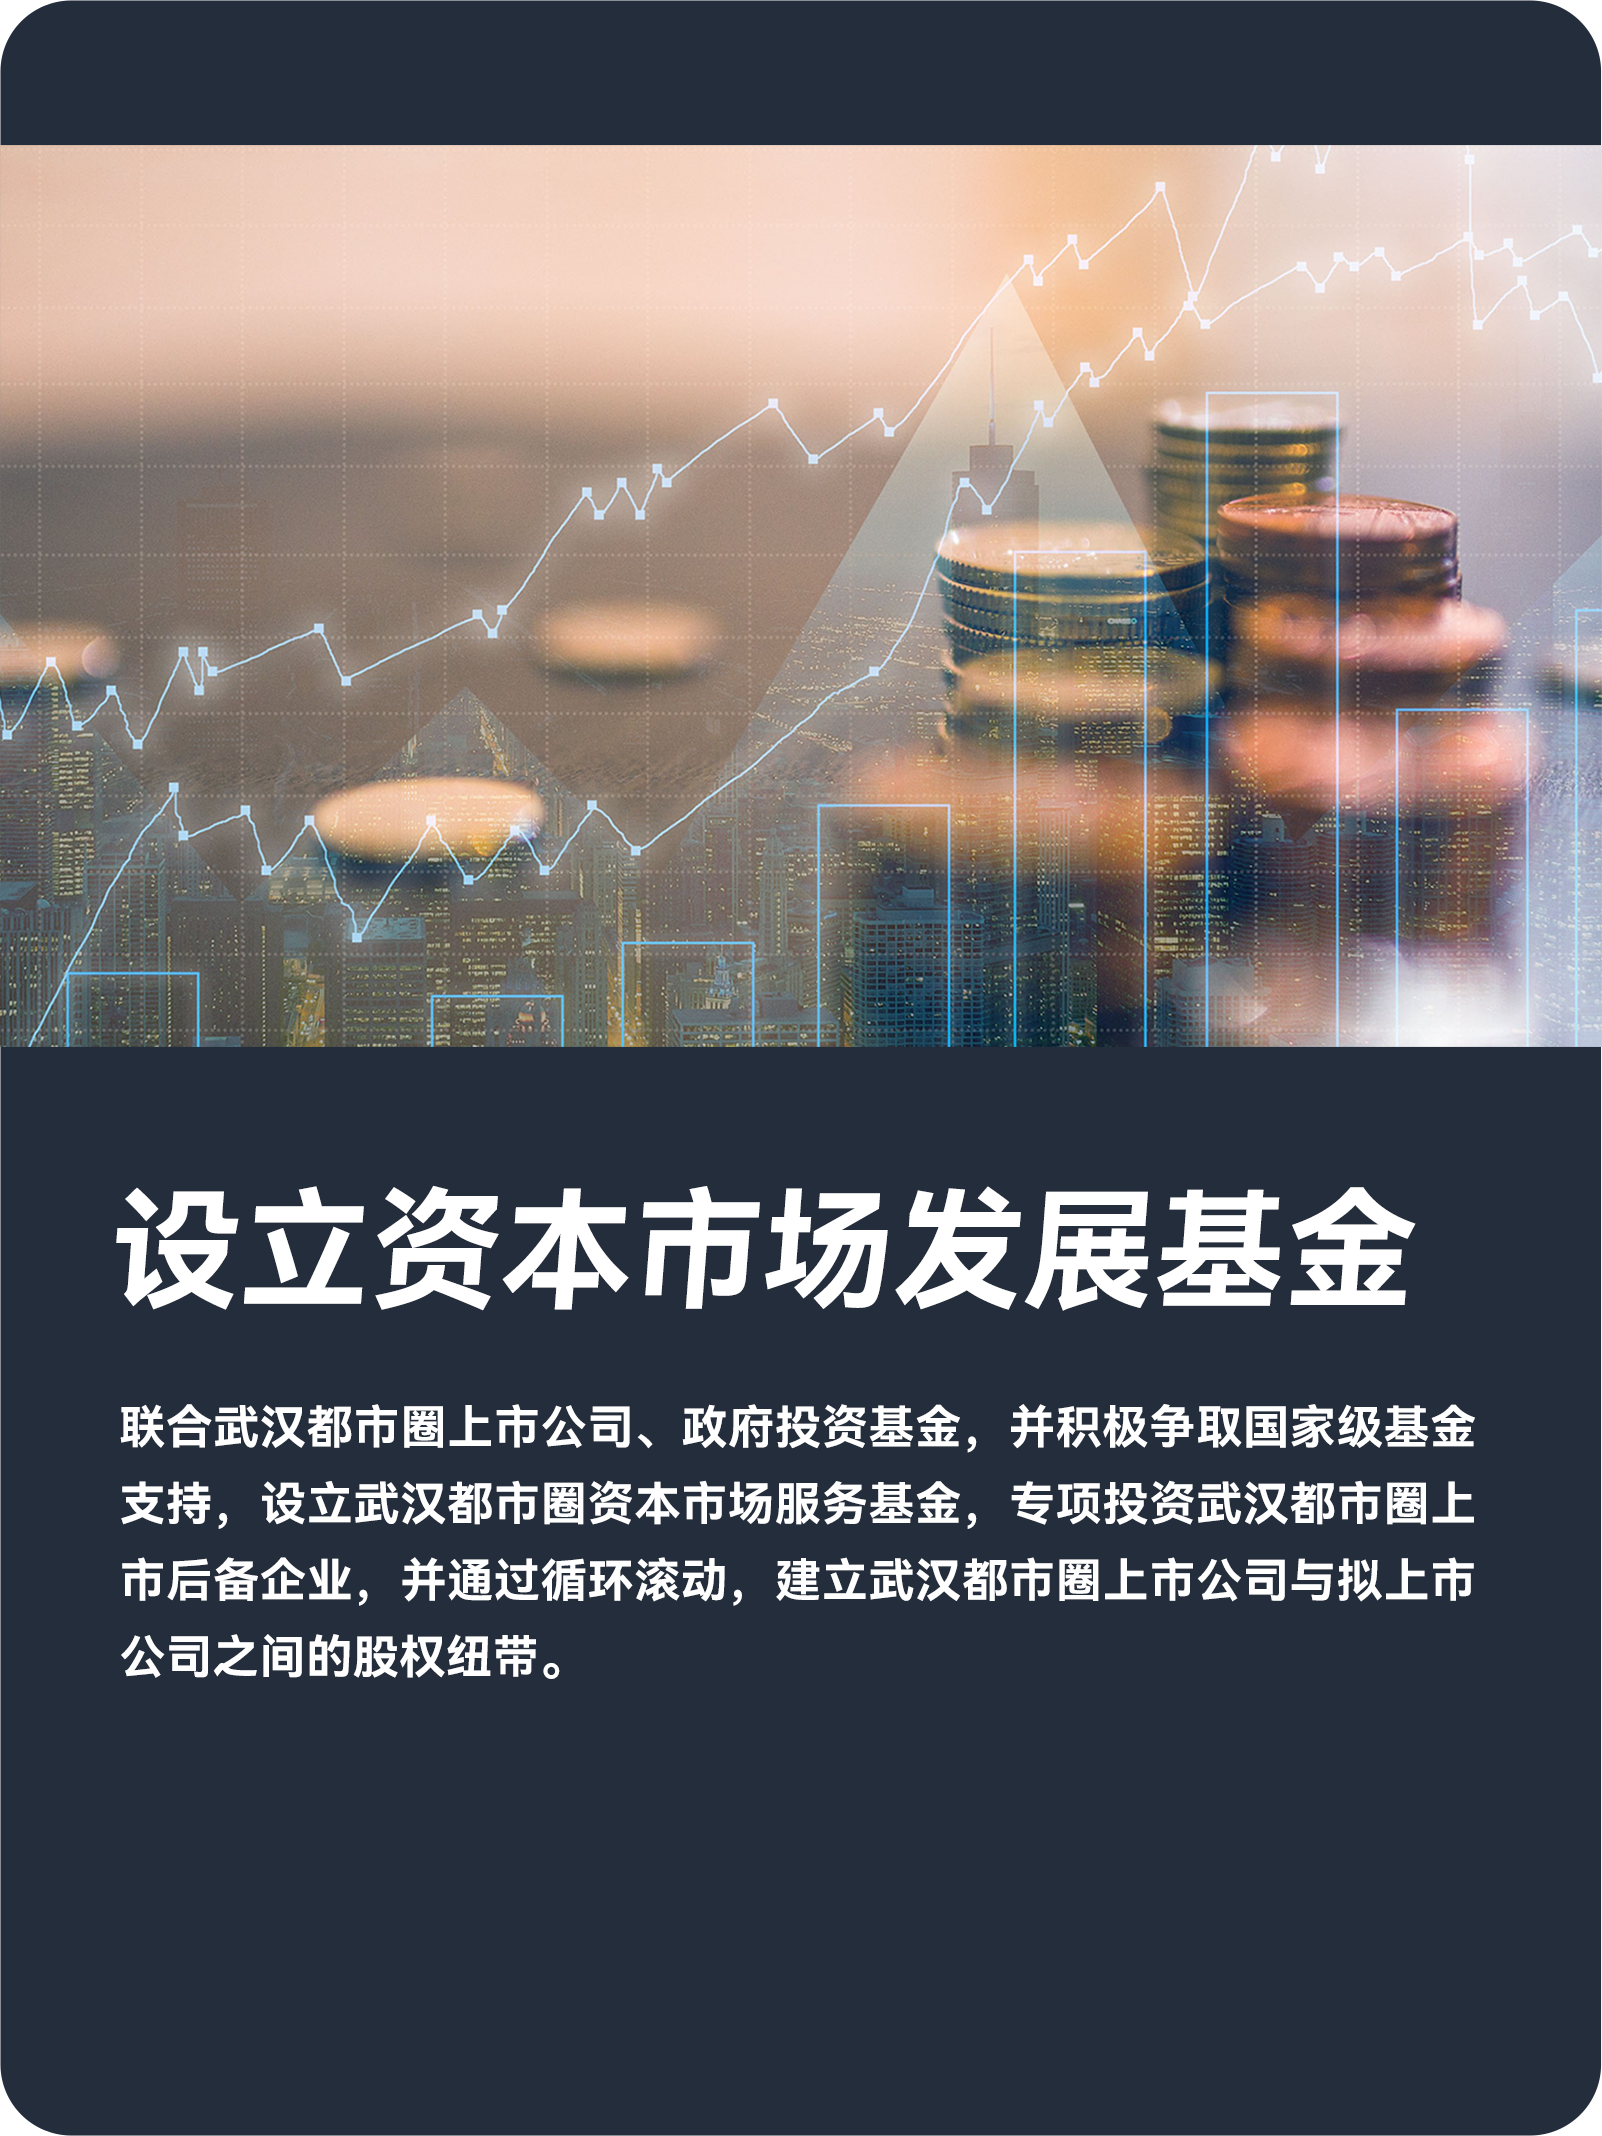 设立资本市场发展基金
联合武汉都市圈上市公司、政府投资基金，并积极争取国家级基金
支持，设立武汉都市圈资本市场服务基金，专项投资武汉都市圈上
市后备企业，并通过循环滚动，建立武汉都市圈上市公司与拟上市
公司之间的股权纽带。